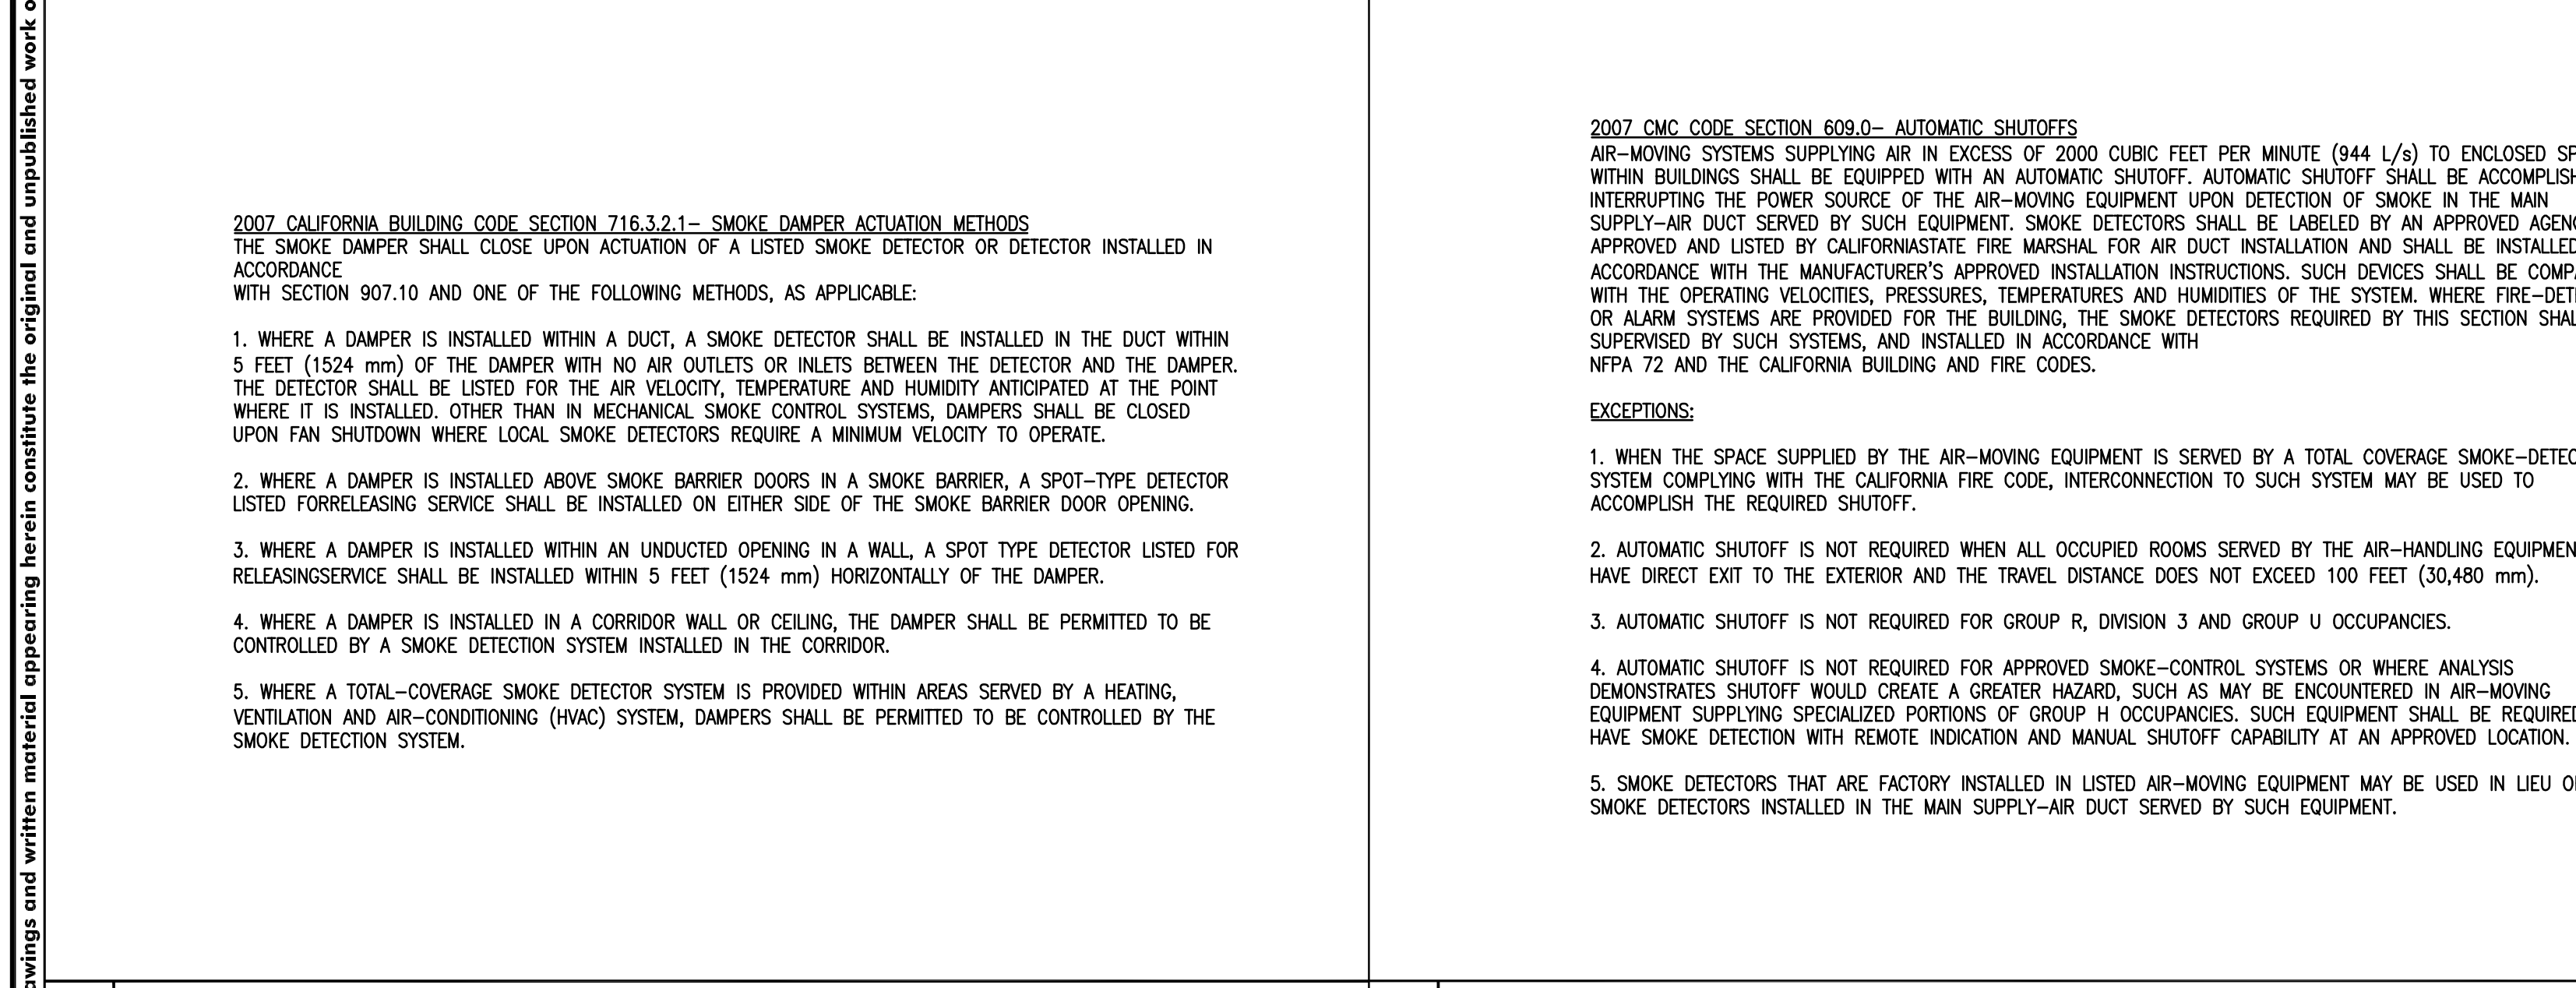 awings and written material appearing herein constitute the original and unpublished work
2007 CALIFORNIA BUILDING CODE SECTION 716.3.2.1– SMOKE DAMPER ACTUATION METHODS
THE SMOKE DAMPER SHALL CLOSE UPON ACTUATION OF A LISTED SMOKE DETECTOR OR DETECTOR INSTALLED IN
ACCORDANCE
WITH SECTION 907.10 AND ONE OF THE FOLLOWING METHODS, AS APPLICABLE:
1. WHERE A DAMPER IS INSTALLED WITHIN A DUCT, A SMOKE DETECTOR SHALL BE INSTALLED IN THE DUCT WITHIN
5 FEET (1524 mm) OF THE DAMPER WITH NO AIR OUTLETS OR INLETS BETWEEN THE DETECTOR AND THE DAMPER.
THE DETECTOR SHALL BE LISTED FOR THE AIR VELOCITY, TEMPERATURE AND HUMIDITY ANTICIPATED AT THE POINT
WHERE IT IS INSTALLED. OTHER THAN IN MECHANICAL SMOKE CONTROL SYSTEMS, DAMPERS SHALL BE CLOSED
UPON FAN SHUTDOWN WHERE LOCAL SMOKE DETECTORS REQUIRE A MINIMUM VELOCITY TO OPERATE.
2. WHERE A DAMPER IS INSTALLED ABOVE SMOKE BARRIER DOORS IN A SMOKE BARRIER, A SPOT–TYPE DETECTOR
LISTED FORRELEASING SERVICE SHALL BE INSTALLED ON EITHER SIDE OF THE SMOKE BARRIER DOOR OPENING.
3. WHERE A DAMPER IS INSTALLED WITHIN AN UNDUCTED OPENING IN A WALL, A SPOT TYPE DETECTOR LISTED FOR
RELEASINGSERVICE SHALL BE INSTALLED WITHIN 5 FEET (1524 mm) HORIZONTALLY OF THE DAMPER.
4. WHERE A DAMPER IS INSTALLED IN A CORRIDOR WALL OR CEILING, THE DAMPER SHALL BE PERMITTED TO BE
CONTROLLED BY A SMOKE DETECTION SYSTEM INSTALLED IN THE CORRIDOR.
5. WHERE A TOTAL–COVERAGE SMOKE DETECTOR SYSTEM IS PROVIDED WITHIN AREAS SERVED BY A HEATING,
VENTILATION AND AIR–CONDITIONING (HVAC) SYSTEM, DAMPERS SHALL BE PERMITTED TO BE CONTROLLED BY THE
SMOKE DETECTION SYSTEM.
2007 CMC CODE SECTION 609.0– AUTOMATIC SHUTOFFS
AIR–MOVING SYSTEMS SUPPLYING AIR IN EXCESS OF 2000 CUBIC FEET PER MINUTE (944 L/s) TO ENCLOSED SP
WITHIN BUILDINGS SHALL BE EQUIPPED WITH AN AUTOMATIC SHUTOFF. AUTOMATIC SHUTOFF SHALL BE ACCOMPLISH
INTERRUPTING THE POWER SOURCE OF THE AIR–MOVING EQUIPMENT UPON DETECTION OF SMOKE IN THE MAIN
SUPPLY–AIR DUCT SERVED BY SUCH EQUIPMENT. SMOKE DETECTORS SHALL BE LABELED BY AN APPROVED AGENC
APPROVED AND LISTED BY CALIFORNIASTATE FIRE MARSHAL FOR AIR DUCT INSTALLATION AND SHALL BE INSTALLED
ACCORDANCE WITH THE MANUFACTURER'S APPROVED INSTALLATION INSTRUCTIONS. SUCH DEVICES SHALL BE COMPA
WITH THE OPERATING VELOCITIES, PRESSURES, TEMPERATURES AND HUMIDITIES OF THE SYSTEM. WHERE FIRE–DET
OR ALARM SYSTEMS ARE PROVIDED FOR THE BUILDING, THE SMOKE DETECTORS REQUIRED BY THIS SECTION SHAL
SUPERVISED BY SUCH SYSTEMS, AND INSTALLED IN ACCORDANCE WITH
NFPA 72 AND THE CALIFORNIA BUILDING AND FIRE CODES.
EXCEPTIONS:
1. WHEN THE SPACE SUPPLIED BY THE AIR–MOVING EQUIPMENT IS SERVED BY A TOTAL COVERAGE SMOKE–DETEC
SYSTEM COMPLYING WITH THE CALIFORNIA FIRE CODE, INTERCONNECTION TO SUCH SYSTEM MAY BE USED TO
ACCOMPLISH THE REQUIRED SHUTOFF.
2. AUTOMATIC SHUTOFF IS NOT REQUIRED WHEN ALL OCCUPIED ROOMS SERVED BY THE AIR–HANDLING EQUIPMEN
HAVE DIRECT EXIT TO THE EXTERIOR AND THE TRAVEL DISTANCE DOES NOT EXCEED 100 FEET (30,480 mm).
3. AUTOMATIC SHUTOFF IS NOT REQUIRED FOR GROUP R, DIVISION 3 AND GROUP U OCCUPANCIES.
4. AUTOMATIC SHUTOFF IS NOT REQUIRED FOR APPROVED SMOKE–CONTROL SYSTEMS OR WHERE ANALYSIS
DEMONSTRATES SHUTOFF WOULD CREATE A GREATER HAZARD, SUCH AS MAY BE ENCOUNTERED IN AIR–MOVING
EQUIPMENT SUPPLYING SPECIALIZED PORTIONS OF GROUP H OCCUPANCIES. SUCH EQUIPMENT SHALL BE REQUIRED
HAVE SMOKE DETECTION WITH REMOTE INDICATION AND MANUAL SHUTOFF CAPABILITY AT AN APPROVED LOCATION.
5. SMOKE DETECTORS THAT ARE FACTORY INSTALLED IN LISTED AIR–MOVING EQUIPMENT MAY BE USED IN LIEU O
SMOKE DETECTORS INSTALLED IN THE MAIN SUPPLY–AIR DUCT SERVED BY SUCH EQUIPMENT.